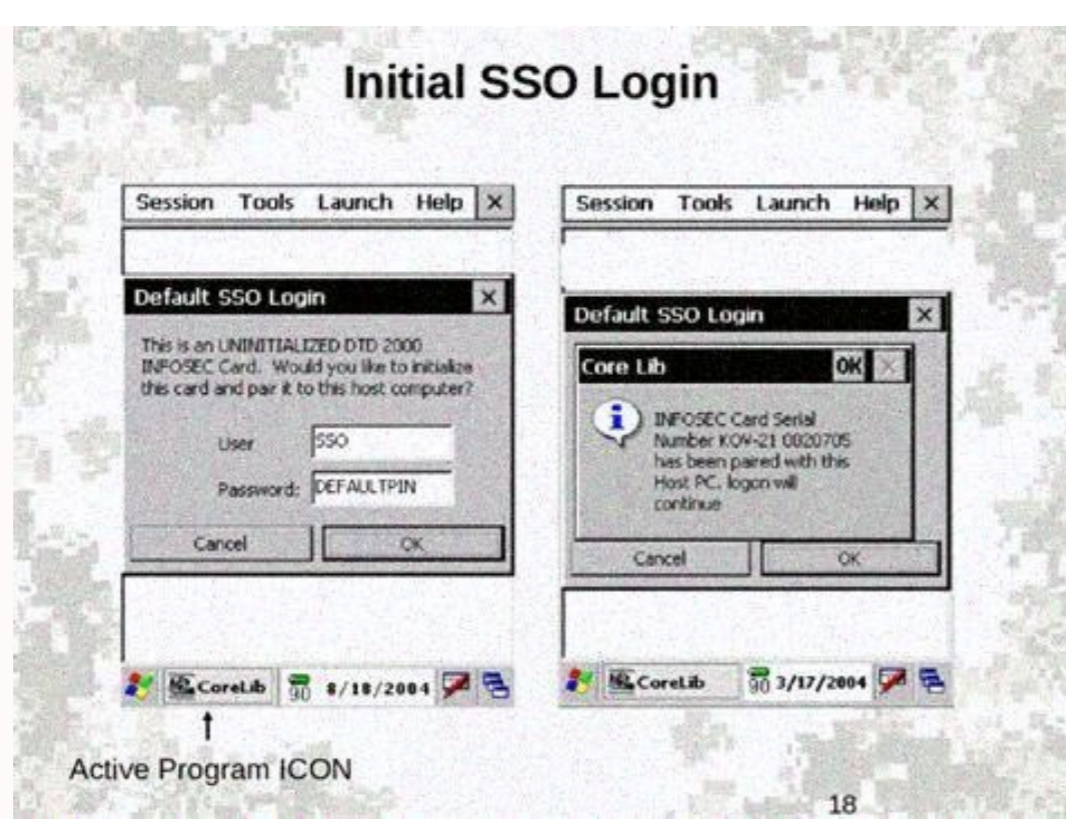 Initial SSO Login
Session Tools Launch Help ×
Default SSO Login ×
This is an UNINITIALIZED DTD 2000
INFOSEC Card. Would you like to initialize
this card and pair it to this host computer?
User SSO
Password: DEFAULTPIN
Cancel OK
CoreLib 90 8/18/2004
Active Program ICON
Session Tools Launch Help ×
Default SSO Login ×
Core Lib OK ×
INFOSEC Card Serial
Number KOV-21 0820705
has been paired with this
Host PC, logon will
continue
Cancel OK
CoreLib 90 3/17/2004
18